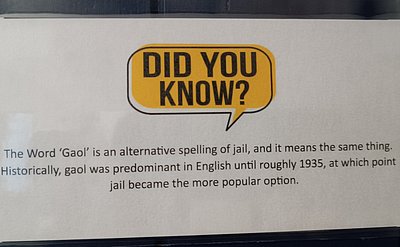 DID YOU
KNOW?
The Word ‘Gaol’ is an alternative spelling of jail, and it means the same thing.
Historically, gaol was predominant in English until roughly 1935, at which point
jail became the more popular option.